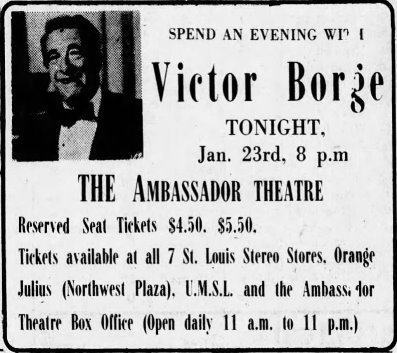 SPEND AN EVENING WITH
Victor Borge
TONIGHT,
Jan. 23rd, 8 p.m
THE AMBASSADOR THEATRE
Reserved Seat Tickets $4.50. $5.50.
Tickets available at all 7 St. Louis Stereo Stores, Orange
Julius (Northwest Plaza), U.M.S.L. and the Ambassador
Theatre Box Office (Open daily 11 a.m. to 11 p.m.)